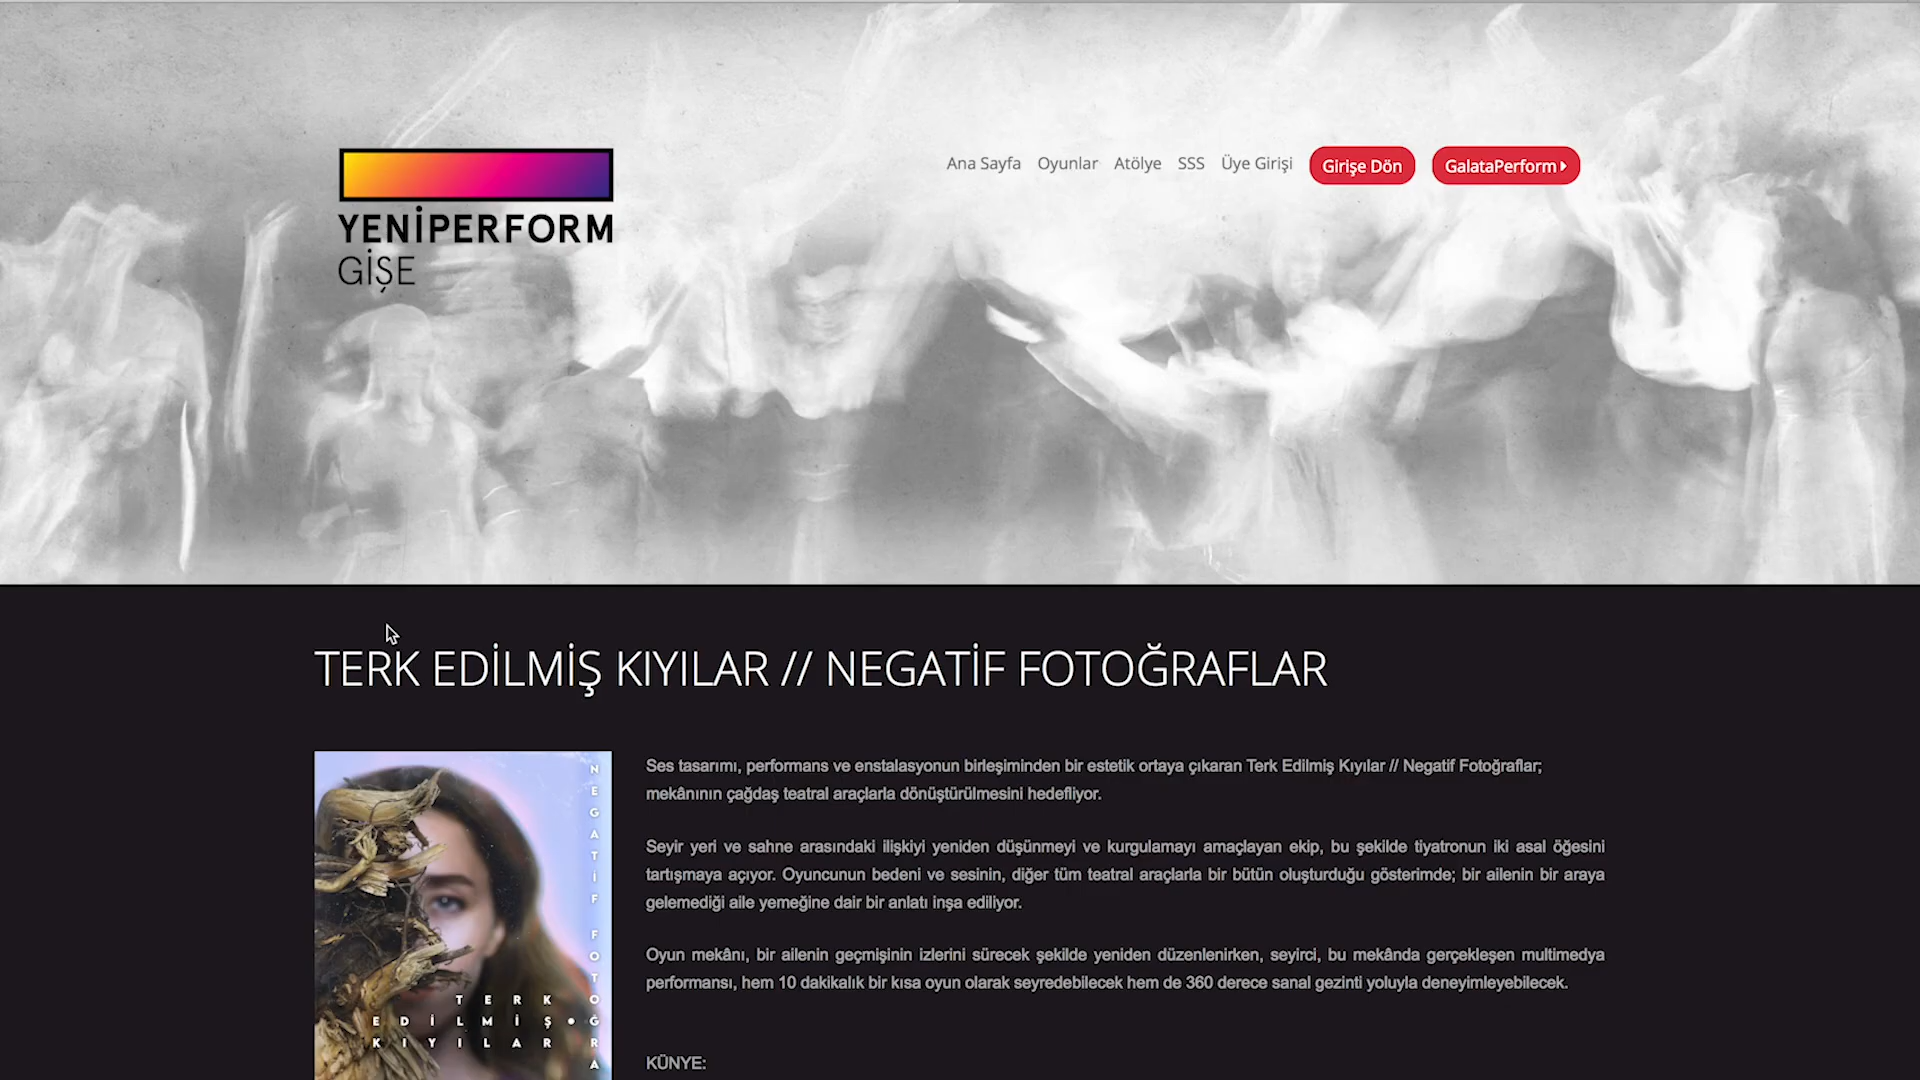 YENİPERFORM
GİŞE
Ana Sayfa Oyunlar Atölye SSS Üye Girişi Girişe Dön GalataPerform
TERK EDİLMİŞ KIYILAR // NEGATİF FOTOĞRAFLAR
NEGATİF FOTOĞRA
TERK
EDİLMİŞ
KIYILAR
Ses tasarımı, performans ve enstalasyonun birleşiminden bir estetik ortaya çıkaran Terk Edilmiş Kıyılar // Negatif Fotoğraflar;
mekânının çağdaş teatral araçlarla dönüştürülmesini hedefliyor.
Seyir yeri ve sahne arasındaki ilişkiyi yeniden düşünmeyi ve kurgulamayı amaçlayan ekip, bu şekilde tiyatronun iki asal öğesini
tartışmaya açıyor. Oyuncunun bedeni ve sesinin, diğer tüm teatral araçlarla bir bütün oluşturduğu gösterimde; bir ailenin bir araya
gelemediği aile yemeğine dair bir anlatı inşa ediliyor.
Oyun mekânı, bir ailenin geçmişinin izlerini sürecek şekilde yeniden düzenlenirken, seyirci, bu mekânda gerçekleşen multimedya
performansı, hem 10 dakikalık bir kısa oyun olarak seyredebilecek hem de 360 derece sanal gezinti yoluyla deneyimleyebilecek.
KÜNYE: